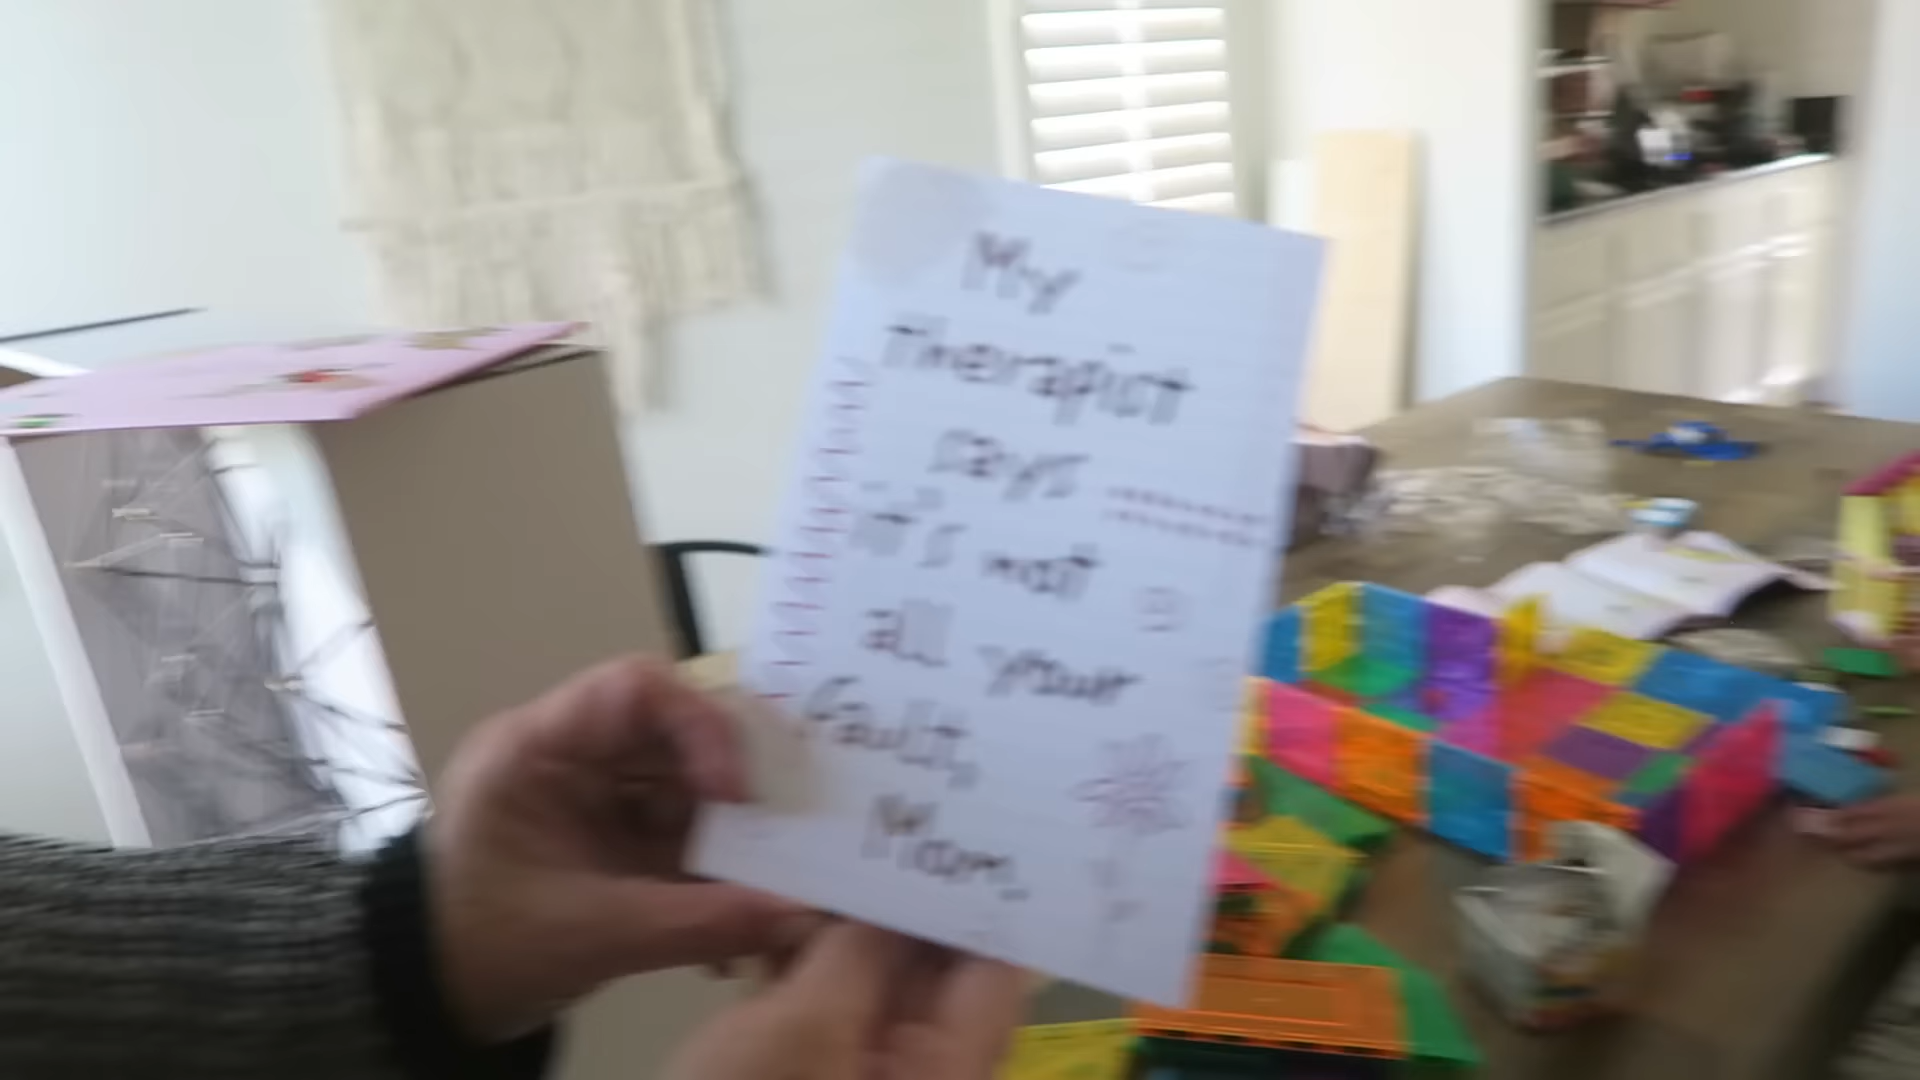 My
therapist
says
it's not
all your
fault,
Mom.